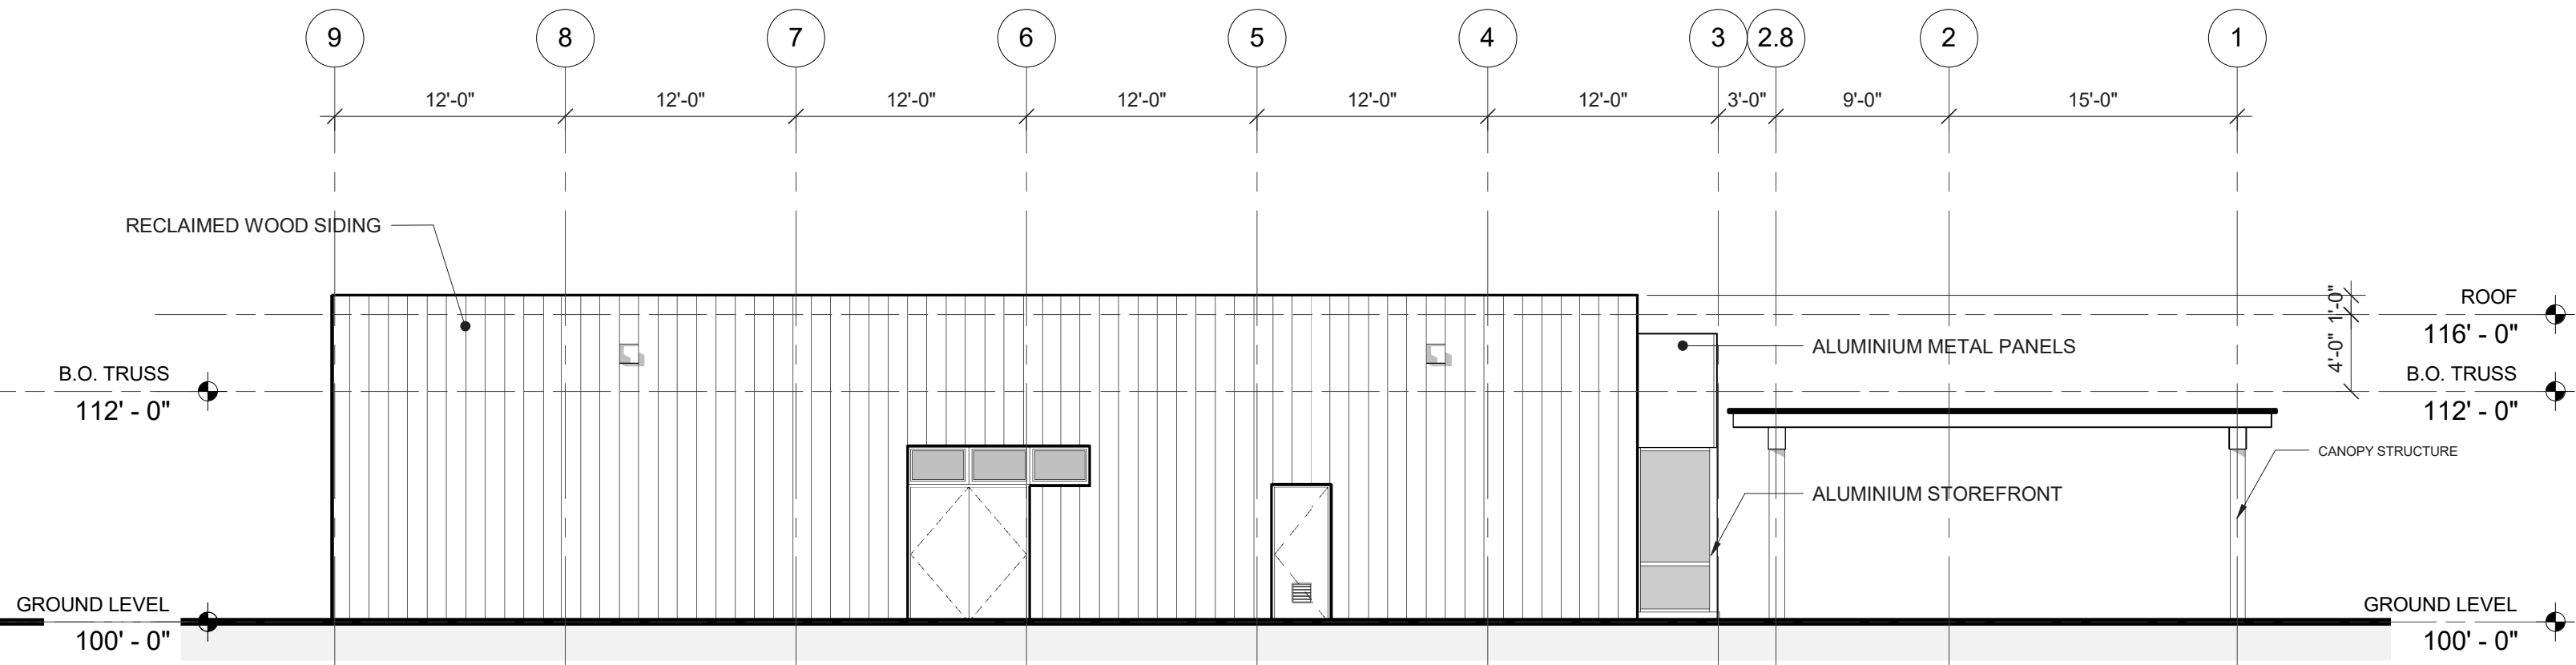 9
8
7
6
5
4
3
2.8
2
1
12'-0"
12'-0"
12'-0"
12'-0"
12'-0"
12'-0"
3'-0"
9'-0"
15'-0"
RECLAIMED WOOD SIDING
1'-0"
ROOF
116' - 0"
4'-0"
ALUMINIUM METAL PANELS
B.O. TRUSS
112' - 0"
B.O. TRUSS
112' - 0"
CANOPY STRUCTURE
ALUMINIUM STOREFRONT
GROUND LEVEL
100' - 0"
GROUND LEVEL
100' - 0"